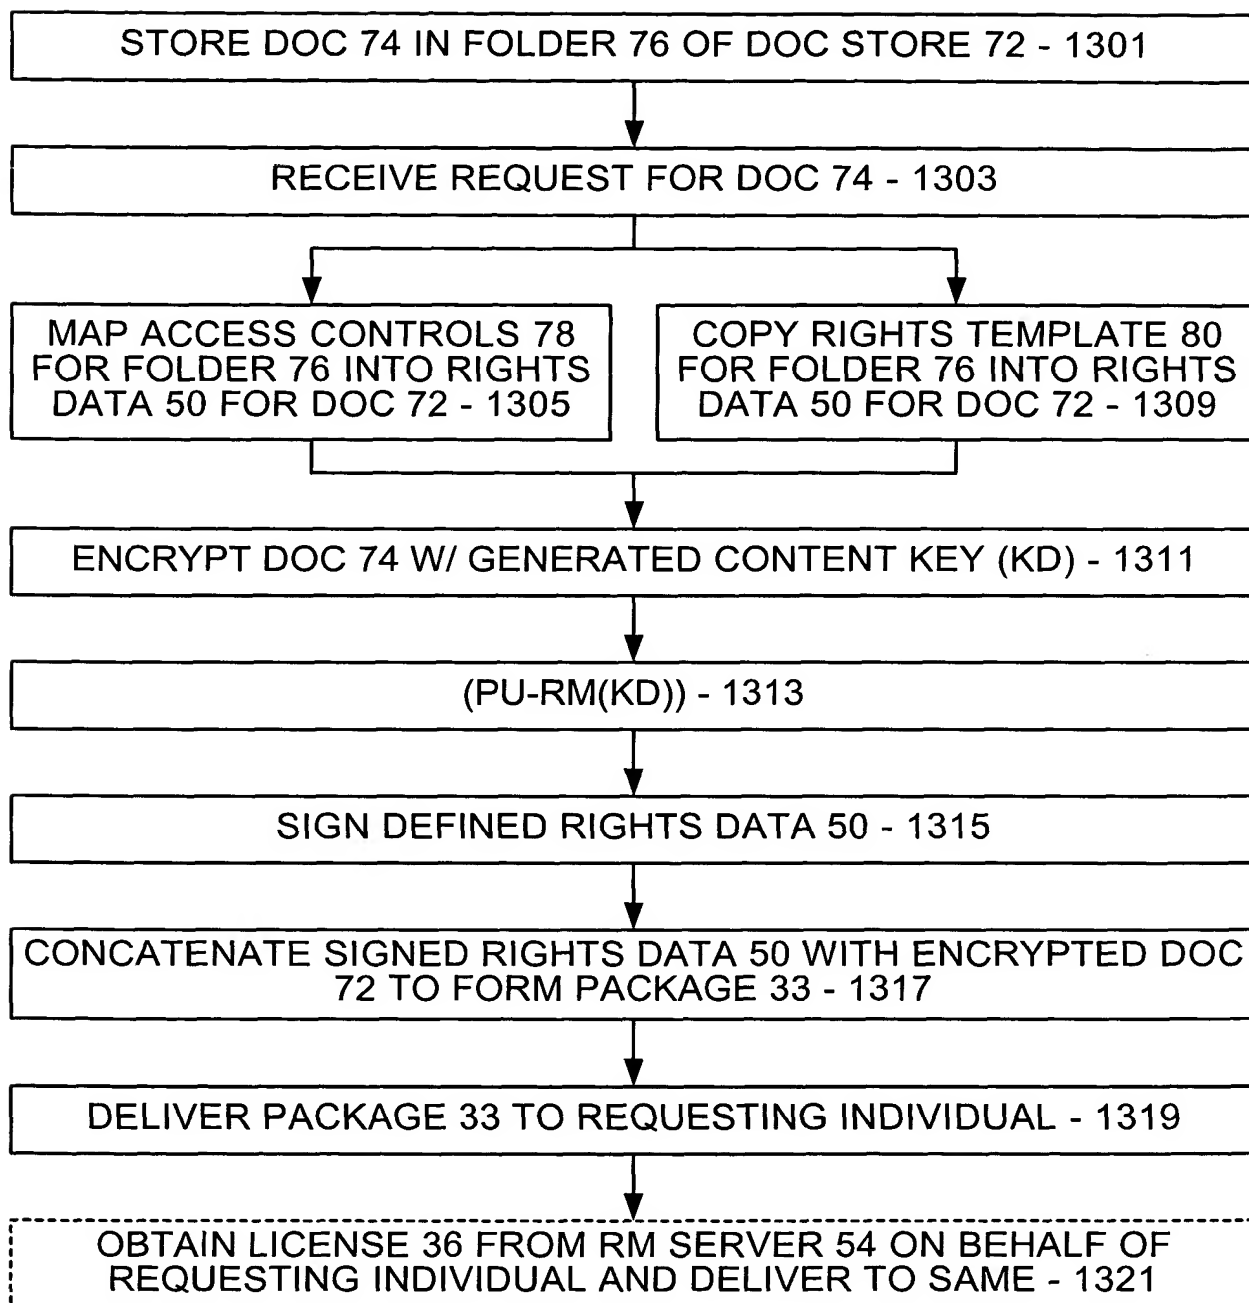 STORE DOC 74 IN FOLDER 76 OF DOC STORE 72 - 1301
RECEIVE REQUEST FOR DOC 74 - 1303
MAP ACCESS CONTROLS 78
FOR FOLDER 76 INTO RIGHTS
DATA 50 FOR DOC 72 - 1305
COPY RIGHTS TEMPLATE 80
FOR FOLDER 76 INTO RIGHTS
DATA 50 FOR DOC 72 - 1309
ENCRYPT DOC 74 W/ GENERATED CONTENT KEY (KD) - 1311
(PU-RM(KD)) - 1313
SIGN DEFINED RIGHTS DATA 50 - 1315
CONCATENATE SIGNED RIGHTS DATA 50 WITH ENCRYPTED DOC
72 TO FORM PACKAGE 33 - 1317
DELIVER PACKAGE 33 TO REQUESTING INDIVIDUAL - 1319
OBTAIN LICENSE 36 FROM RM SERVER 54 ON BEHALF OF
REQUESTING INDIVIDUAL AND DELIVER TO SAME - 1321